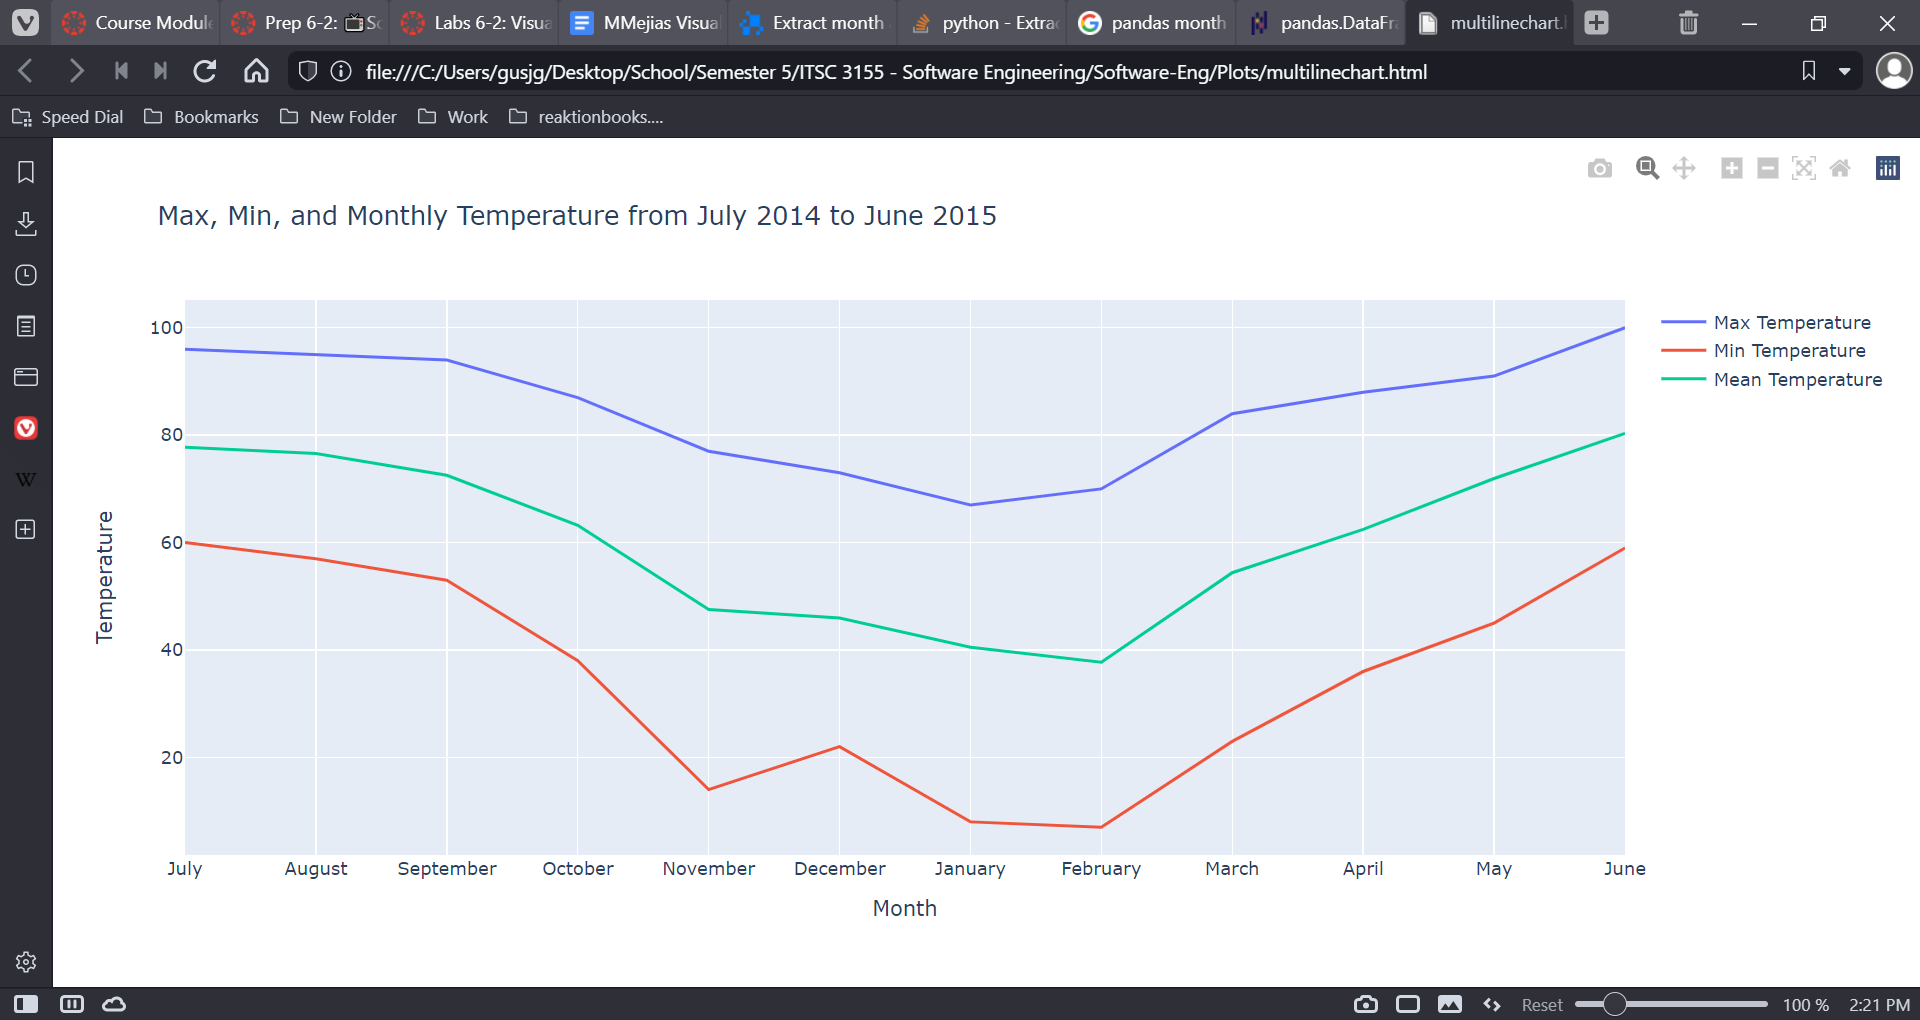 Course Modul
Prep 6-2:
Labs 6-2: Visua
MMejias Visua
Extract month
python - Extra
pandas month
pandas.DataFr
multilinechart.
file:///C:/Users/gusjg/Desktop/School/Semester 5/ITSC 3155 - Software Engineering/Software-Eng/Plots/multilinechart.html
Speed Dial
Bookmarks
New Folder
Work
reaktionbooks....
W
Max, Min, and Monthly Temperature from July 2014 to June 2015
Max Temperature
Min Temperature
Mean Temperature
Temperature
100
80
60
40
20
July August September October November December January February March April May June
Month
Reset
100 %
2:21 PM